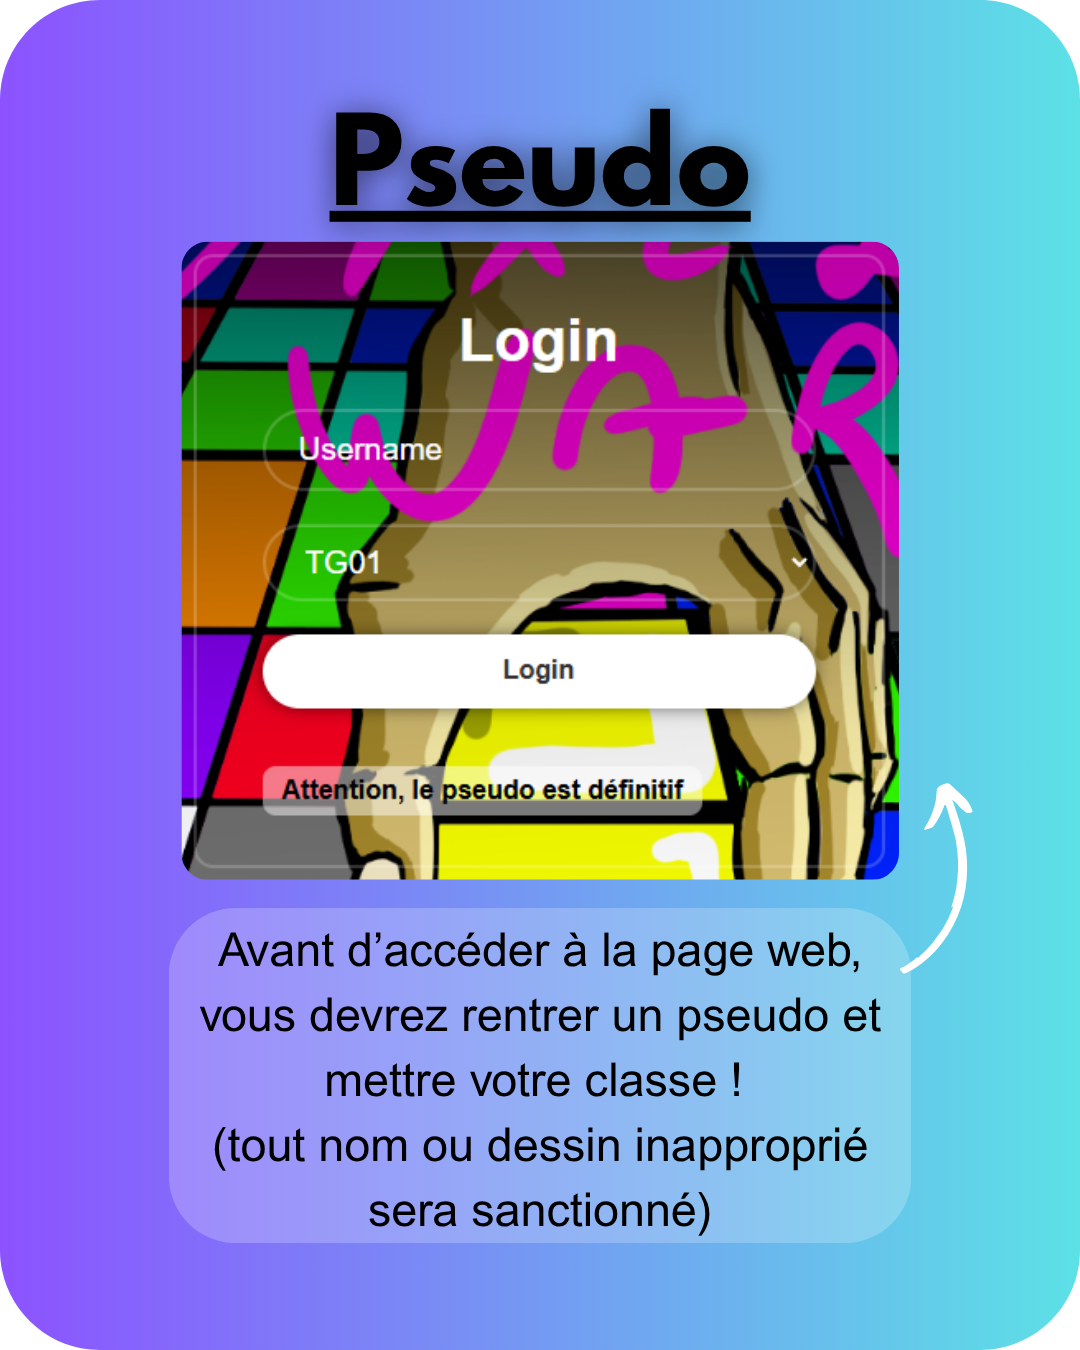 Pseudo
Login
WAR
Username
TG01
Login
Attention, le pseudo est définitif
Avant d’accéder à la page web,
vous devrez rentrer un pseudo et
mettre votre classe !
(tout nom ou dessin inapproprié
sera sanctionné)